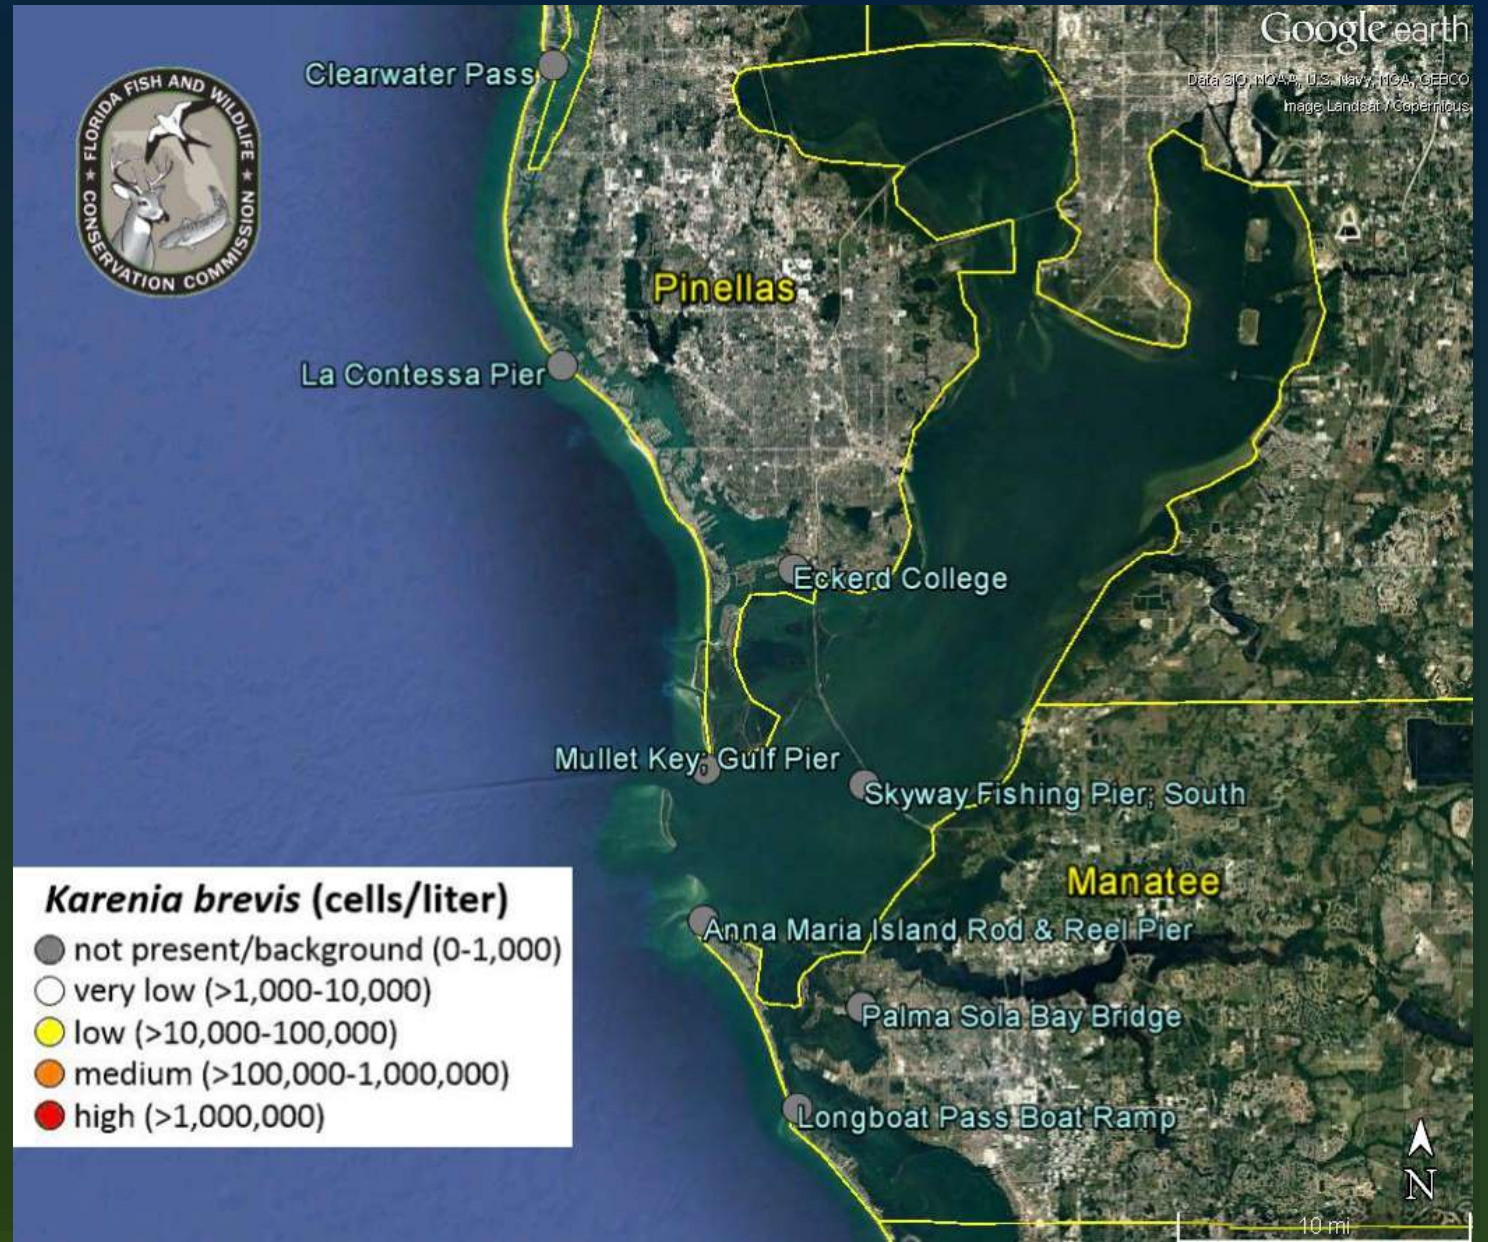 Google earth
Data SIO, NOAA, U.S. Navy, NGA, GEBCO
Image Landsat / Copernicus
FLORIDA FISH AND WILDLIFE
CONSERVATION COMMISSION
Clearwater Pass
Pinellas
La Contessa Pier
Eckerd College
Mullet Key; Gulf Pier
Skyway Fishing Pier; South
Manatee
Anna Maria Island Rod & Reel Pier
Palma Sola Bay Bridge
Longboat Pass Boat Ramp
Karenia brevis (cells/liter)
not present/background (0-1,000)
very low (>1,000-10,000)
low (>10,000-100,000)
medium (>100,000-1,000,000)
high (>1,000,000)
N
10 mi